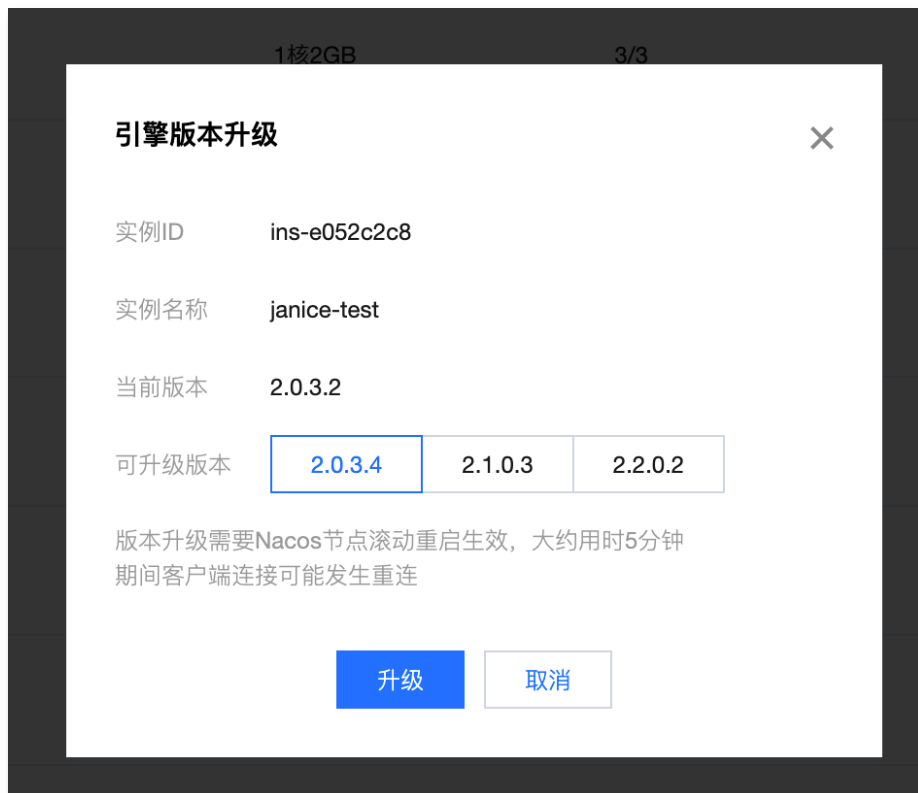 1核2GB 3/3
引擎版本升级
实例ID ins-e052c2c8
实例名称 janice-test
当前版本 2.0.3.2
可升级版本 2.0.3.4 2.1.0.3 2.2.0.2
版本升级需要Nacos节点滚动重启生效，大约用时5分钟
期间客户端连接可能发生重连
升级 取消